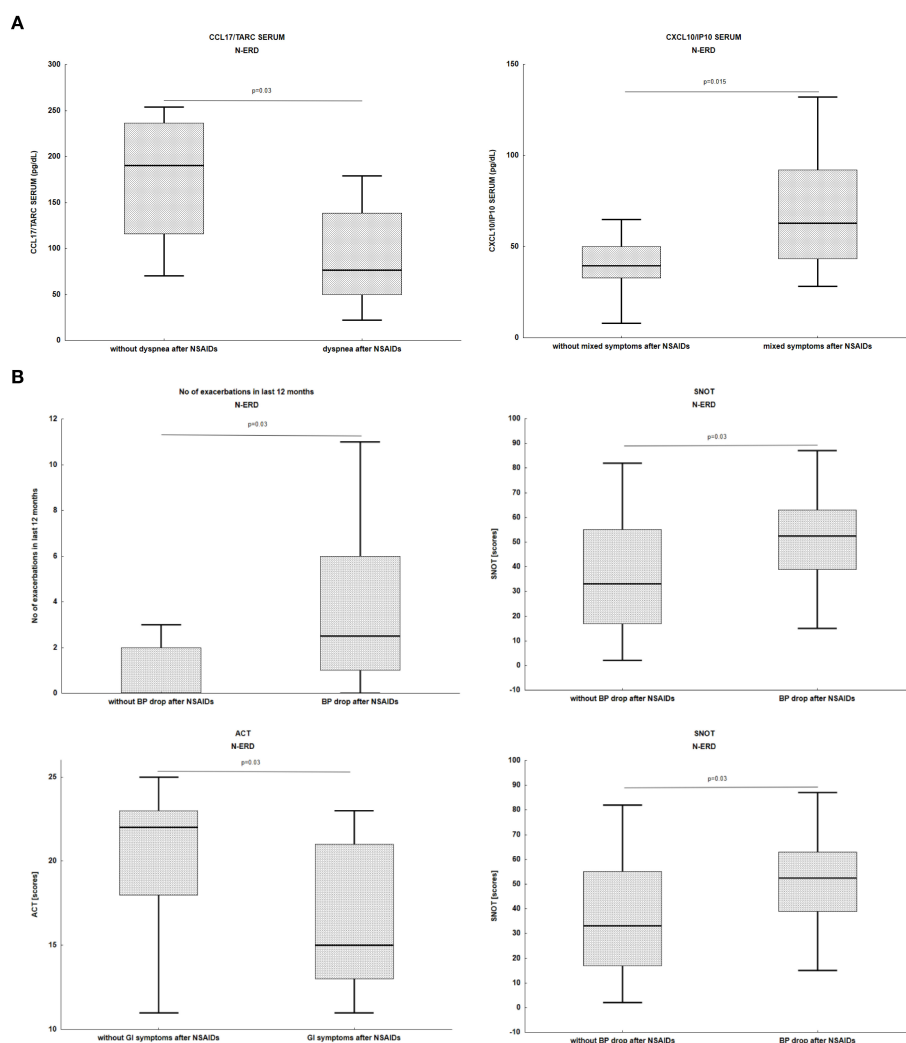 A
CCL17/TARC SERUM
N-ERD
300
250
200
150
100
50
0
p=0.03
CCL17/TARC SERUM (pg/dL)
without dyspnea after NSAIDs
dyspnea after NSAIDs
CXCL10/IP10 SERUM
N-ERD
150
100
50
0
p=0.015
CXCL10/IP10 SERUM (pg/dL)
without mixed symptoms after NSAIDs
mixed symptoms after NSAIDs
B
No of exacerbations in last 12 months
N-ERD
12
10
8
6
4
2
0
p=0.03
No of exacerbations in last 12 months
without BP drop after NSAIDs
BP drop after NSAIDs
SNOT
N-ERD
100
90
80
70
60
50
40
30
20
10
0
-10
p=0.03
SNOT [scores]
without BP drop after NSAIDs
BP drop after NSAIDs
ACT
N-ERD
25
20
15
10
p=0.03
ACT [scores]
without GI symptoms after NSAIDs
GI symptoms after NSAIDs
SNOT
N-ERD
100
90
80
70
60
50
40
30
20
10
0
-10
p=0.03
SNOT [scores]
without BP drop after NSAIDs
BP drop after NSAIDs